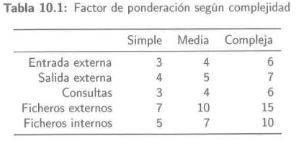 Tabla 10.1: Factor de ponderación según complejidad
Simple Media Compleja
Entrada externa 3 4 6
Salida externa 4 5 7
Consultas 3 4 6
Ficheros externos 7 10 15
Ficheros internos 5 7 10